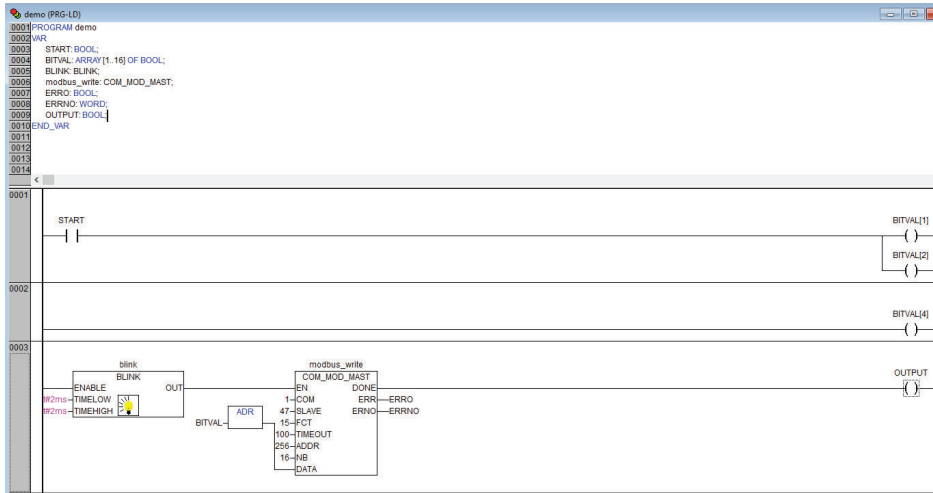 demo (PRG-LD)
0001 PROGRAM demo
0002 VAR
0003 START: BOOL;
0004 BITVAL: ARRAY [1..16] OF BOOL;
0005 BLINK: BLINK;
0006 modbus_write: COM_MOD_MAST;
0007 ERRO: BOOL;
0008 ERRNO: WORD;
0009 OUTPUT: BOOL;
0010 END_VAR
0011
0012
0013
0014
<
0001
START BITVAL[1]
BITVAL[2]
0002
BITVAL[4]
0003
blink modbus_write
BLINK COM_MOD_MAST OUTPUT
ENABLE OUT EN DONE
t#2ms TIMELOW 1 COM ERR ERRO
t#2ms TIMEHIGH ADR 47 SLAVE ERNO ERRNO
BITVAL 15 FCT
100 TIMEOUT
256 ADDR
16 NB
DATA